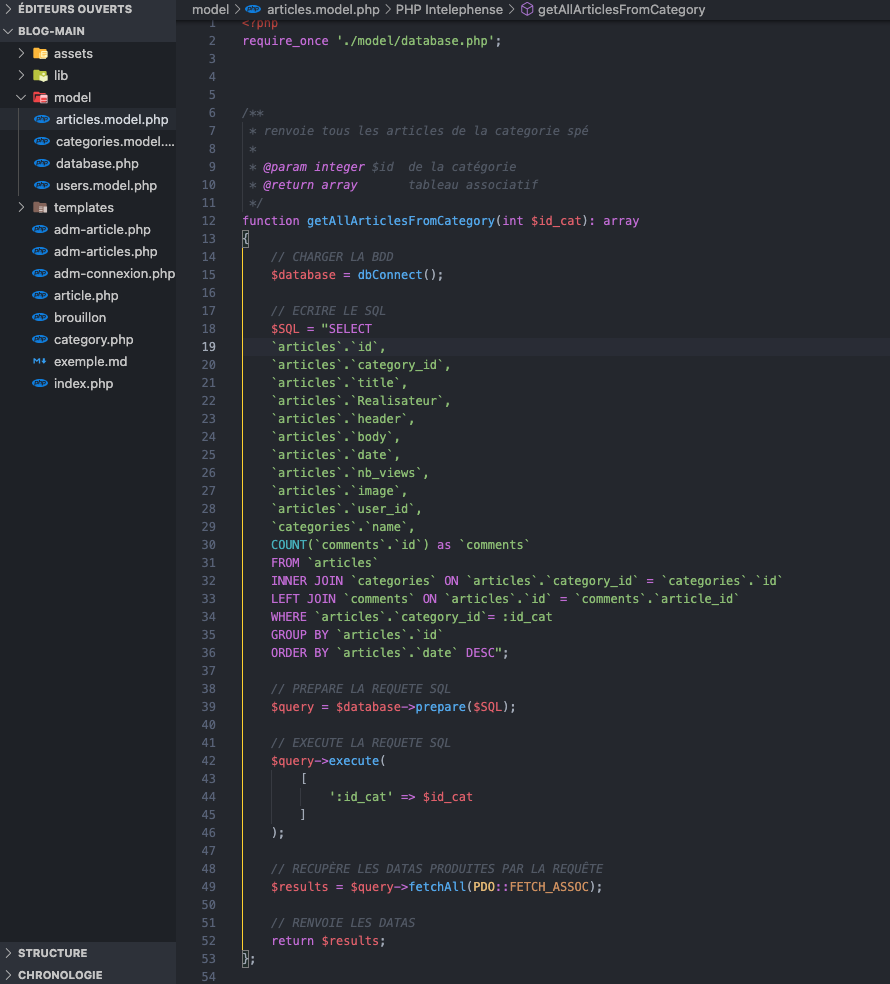 ÉDITEURS OUVERTS
BLOG-MAIN
assets
lib
model
articles.model.php
categories.model....
database.php
users.model.php
templates
adm-article.php
adm-articles.php
adm-connexion.php
article.php
brouillon
category.php
exemple.md
index.php
STRUCTURE
CHRONOLOGIE
model > articles.model.php > PHP Intelephense > getAllArticlesFromCategory
1 <?php
2 require_once './model/database.php';
3
4
5
6 /**
7 * renvoie tous les articles de la categorie spé
8 *
9 * @param integer $id  de la catégorie
10 * @return array       tableau associatif
11 */
12 function getAllArticlesFromCategory(int $id_cat): array
13 {
14     // CHARGER LA BDD
15     $database = dbConnect();
16
17     // ECRIRE LE SQL
18     $SQL = "SELECT
19     `articles`.`id`,
20     `articles`.`category_id`,
21     `articles`.`title`,
22     `articles`.`Realisateur`,
23     `articles`.`header`,
24     `articles`.`body`,
25     `articles`.`date`,
26     `articles`.`nb_views`,
27     `articles`.`image`,
28     `articles`.`user_id`,
29     `categories`.`name`,
30     COUNT(`comments`.`id`) as `comments`
31     FROM `articles`
32     INNER JOIN `categories` ON `articles`.`category_id` = `categories`.`id`
33     LEFT JOIN `comments` ON `articles`.`id` = `comments`.`article_id`
34     WHERE `articles`.`category_id`= :id_cat
35     GROUP BY `articles`.`id`
36     ORDER BY `articles`.`date` DESC";
37
38     // PREPARE LA REQUETE SQL
39     $query = $database->prepare($SQL);
40
41     // EXECUTE LA REQUETE SQL
42     $query->execute(
43         [
44             ':id_cat' => $id_cat
45         ]
46     );
47
48     // RECUPÈRE LES DATAS PRODUITES PAR LA REQUÊTE
49     $results = $query->fetchAll(PDO::FETCH_ASSOC);
50
51     // RENVOIE LES DATAS
52     return $results;
53 };
54